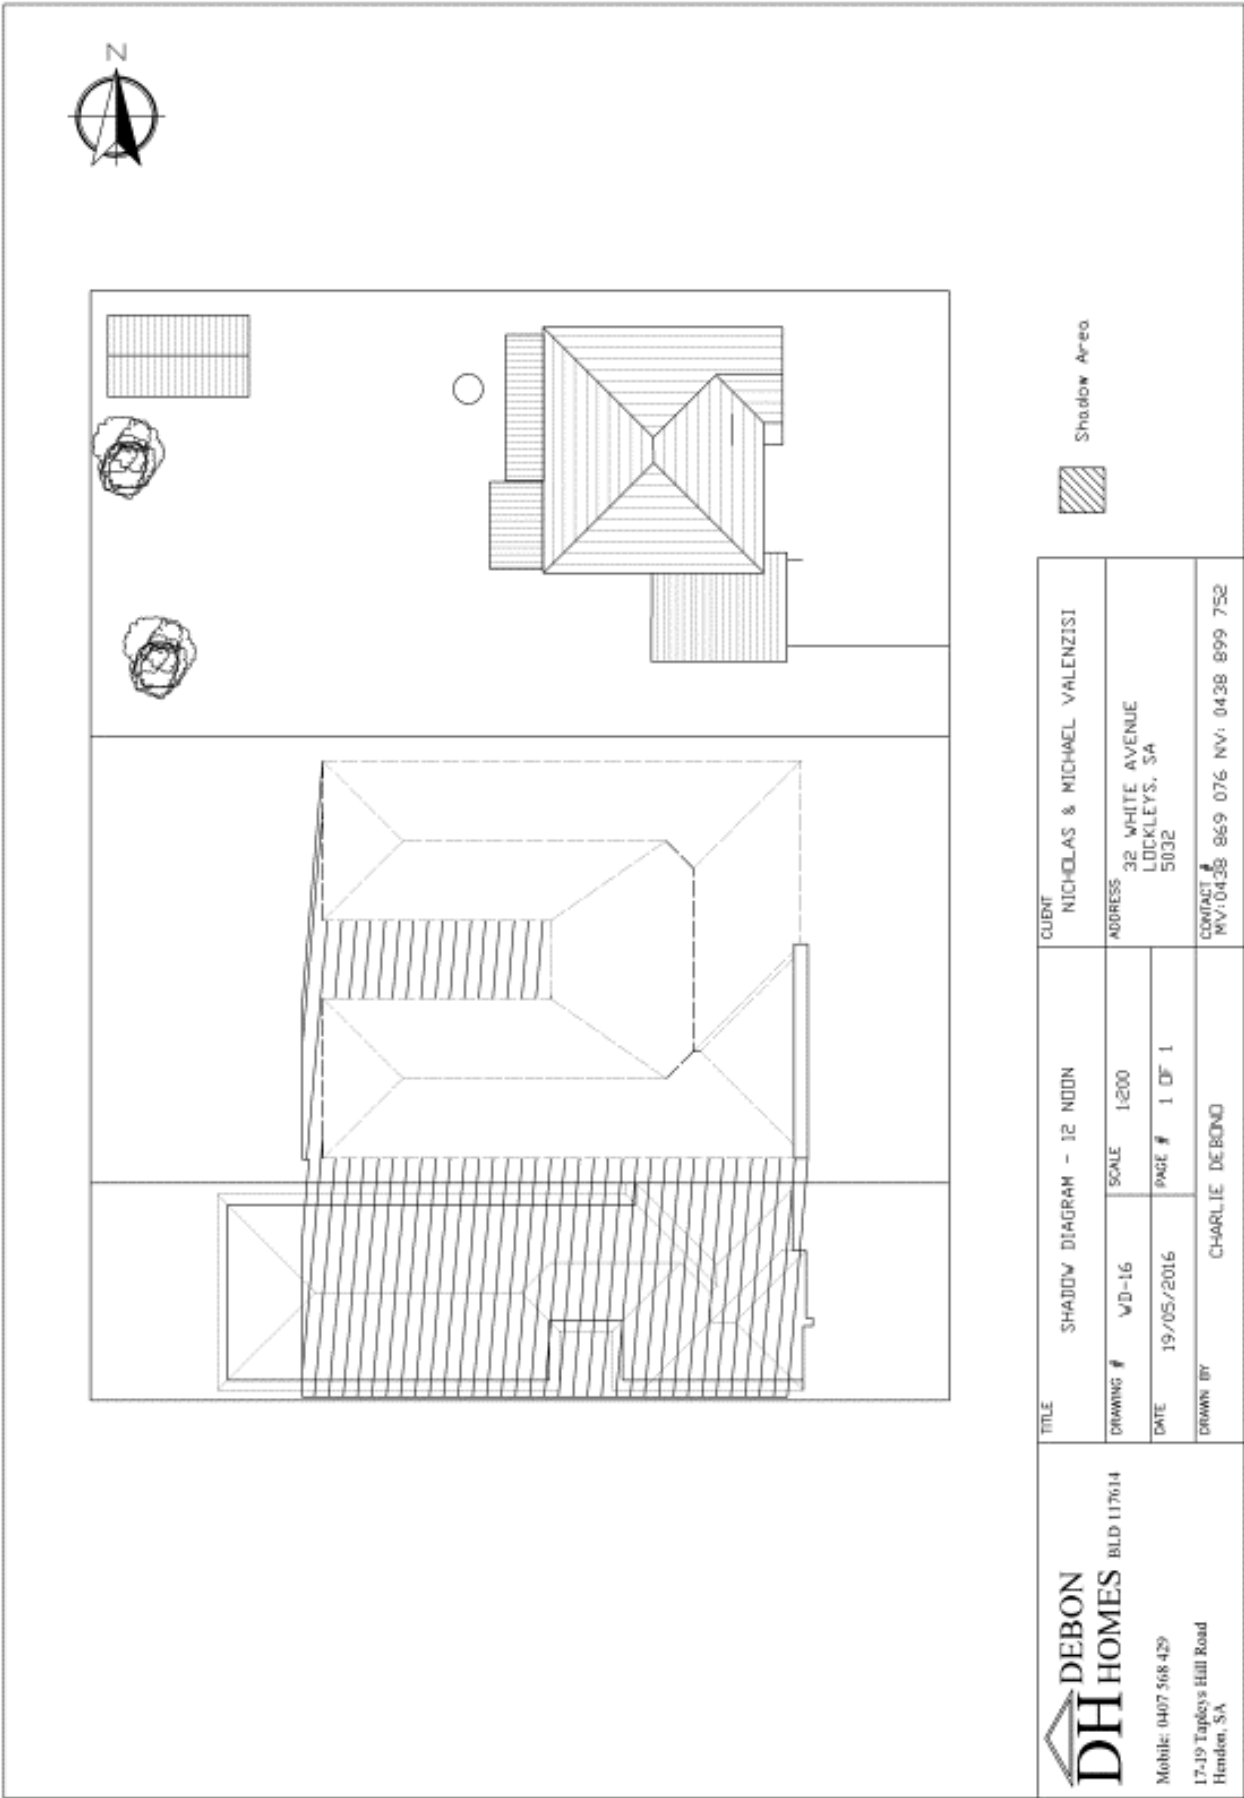 N
Shadow Area
DH DEBON
HOMES BLD 117614
Mobile: 0407 568 429
17-19 Tapleys Hill Road
Hendon, SA
TITLE
SHADOW DIAGRAM - 12 NOON
DRAWING #
WD-16
SCALE
1:200
DATE
19/05/2016
PAGE #
1 OF 1
DRAWN BY
CHARLIE DEBONO
CLIENT
NICHOLAS & MICHAEL VALENZISI
ADDRESS
32 WHITE AVENUE
LOCKLEYS, SA
5032
CONTACT #
MV:0438 869 076 NV: 0438 899 752